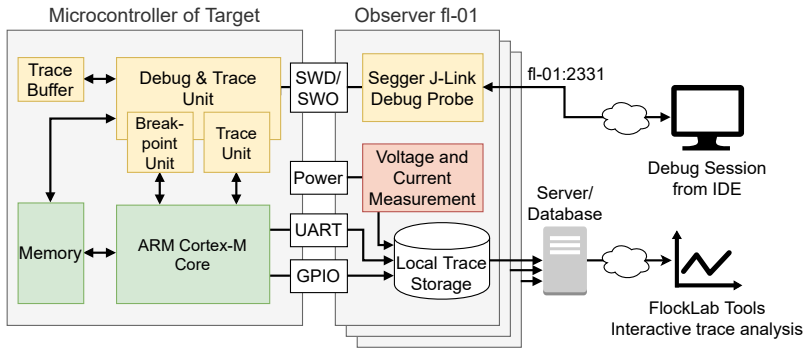 Microcontroller of Target
Observer fl-01
Trace
Buffer
Debug & Trace
Unit
Break-
point
Unit
Trace
Unit
SWD/
SWO
Segger J-Link
Debug Probe
fl-01:2331
Debug Session
from IDE
Power
Voltage and
Current
Measurement
Memory
ARM Cortex-M
Core
UART
GPIO
Local Trace
Storage
Server/
Database
FlockLab Tools
Interactive trace analysis